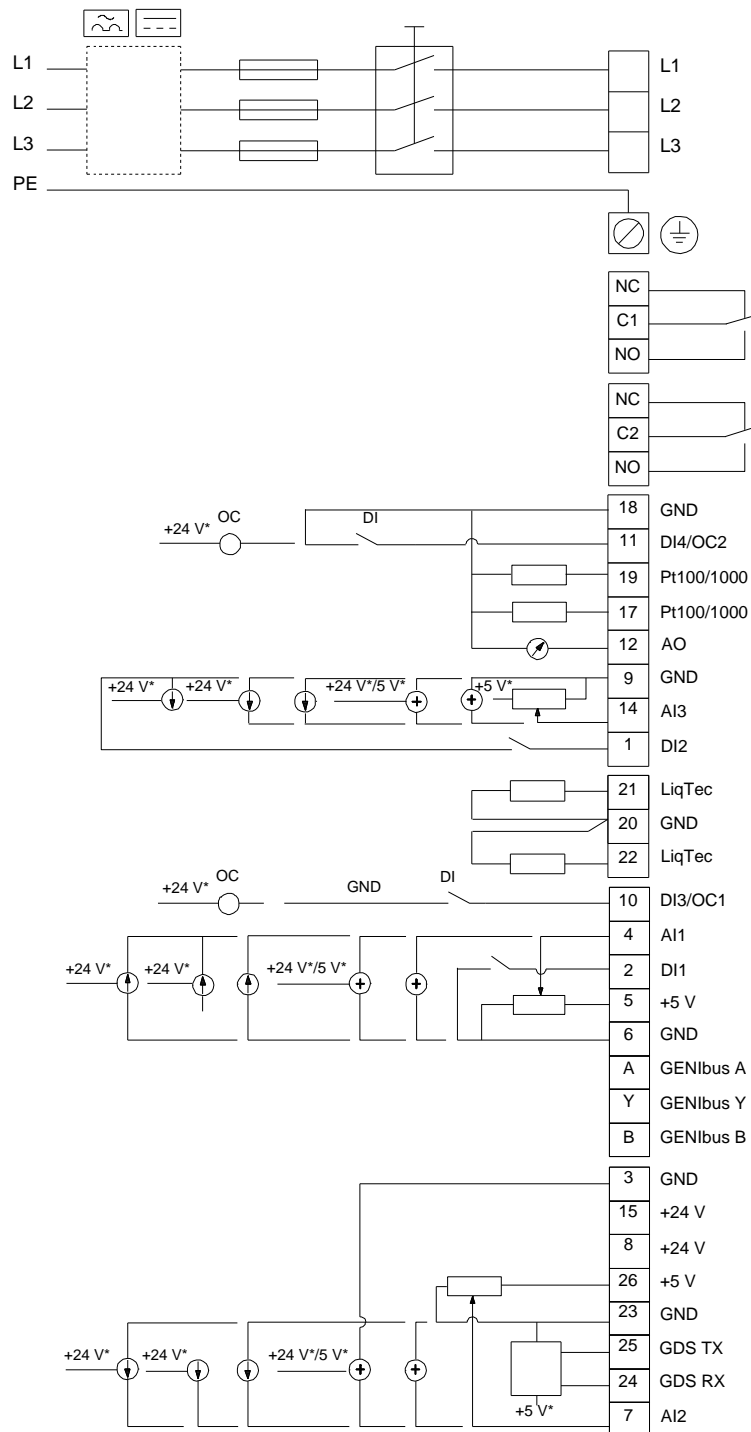 L1 L1
L2 L2
L3 L3
PE
NC
C1
NO
NC
C2
NO
18 GND
+24 V* OC DI 11 DI4/OC2
19 Pt100/1000
17 Pt100/1000
12 AO
9 GND
+24 V* +24 V* +24 V*/5 V* +5 V*
14 AI3
1 DI2
21 LiqTec
20 GND
22 LiqTec
+24 V* OC GND DI 10 DI3/OC1
4 AI1
+24 V* +24 V* +24 V*/5 V* 2 DI1
5 +5 V
6 GND
A GENIbus A
Y GENIbus Y
B GENIbus B
3 GND
15 +24 V
8 +24 V
26 +5 V
23 GND
+24 V* +24 V* +24 V*/5 V* 25 GDS TX
24 GDS RX
+5 V* 7 AI2